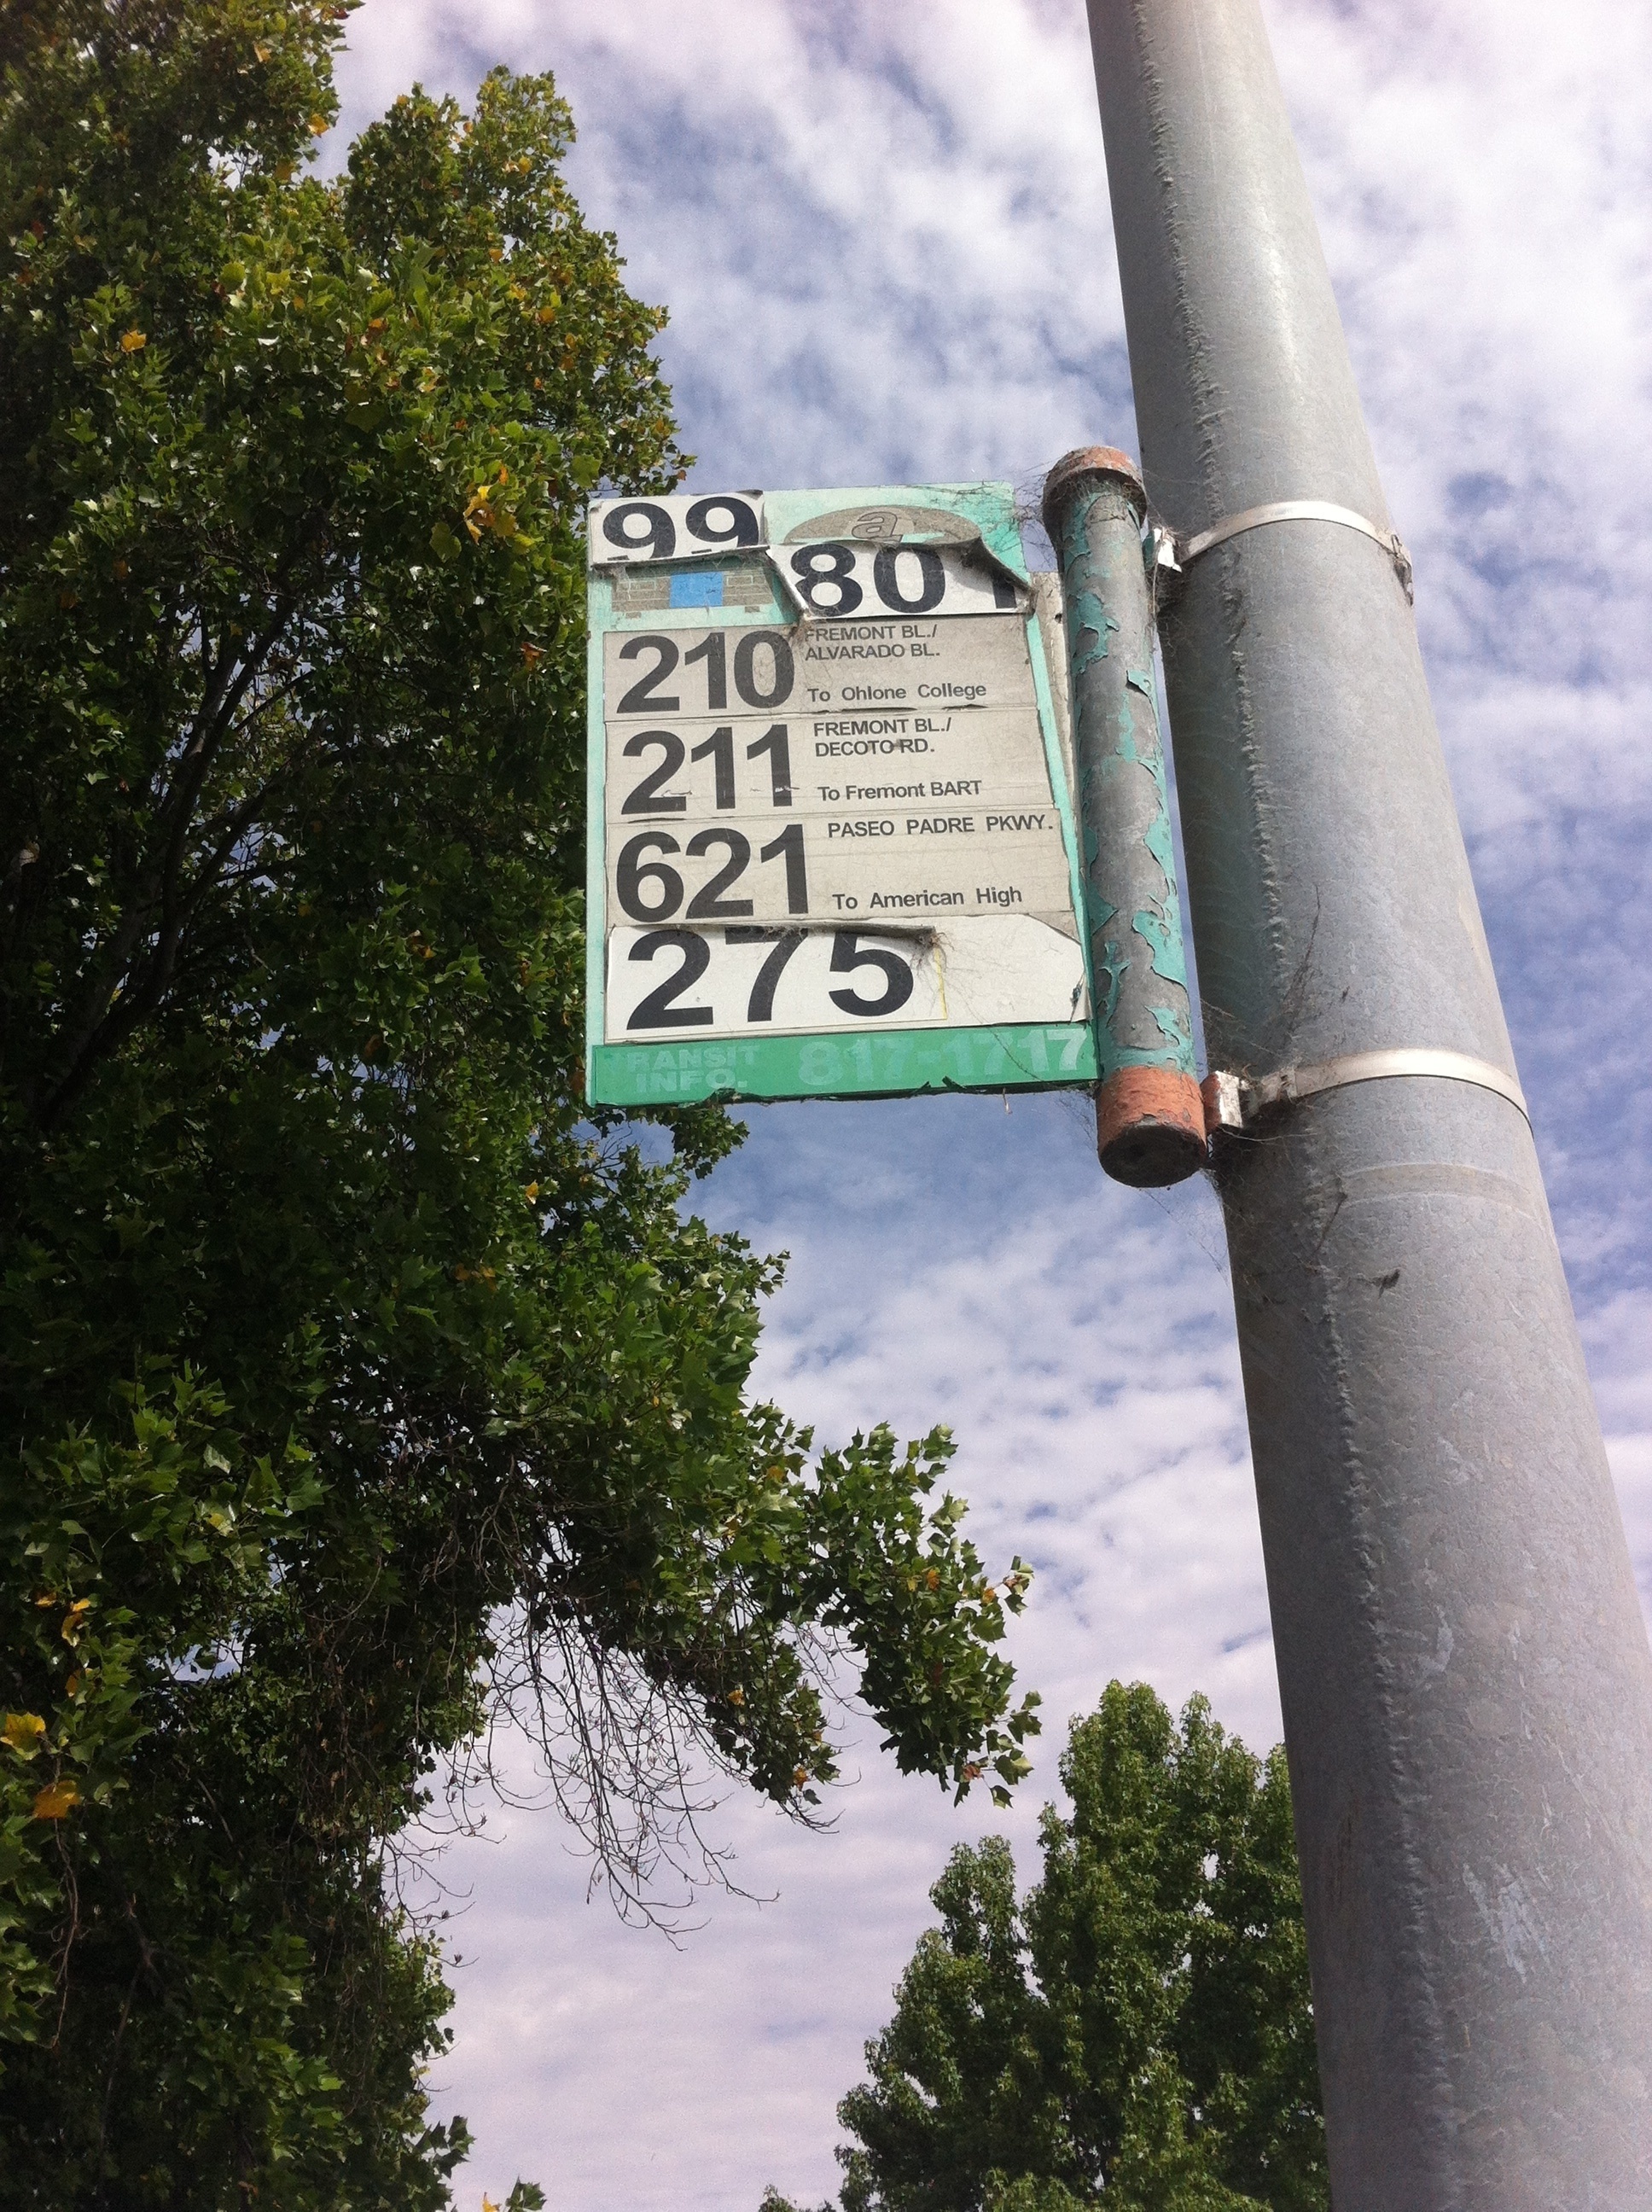 99
a
801
210 FREMONT BL./
ALVARADO BL.
To Ohlone College
211 FREMONT BL./
DECOTO RD.
To Fremont BART
621 PASEO PADRE PKWY.
To American High
275
TRANSIT INFO. 817-1717